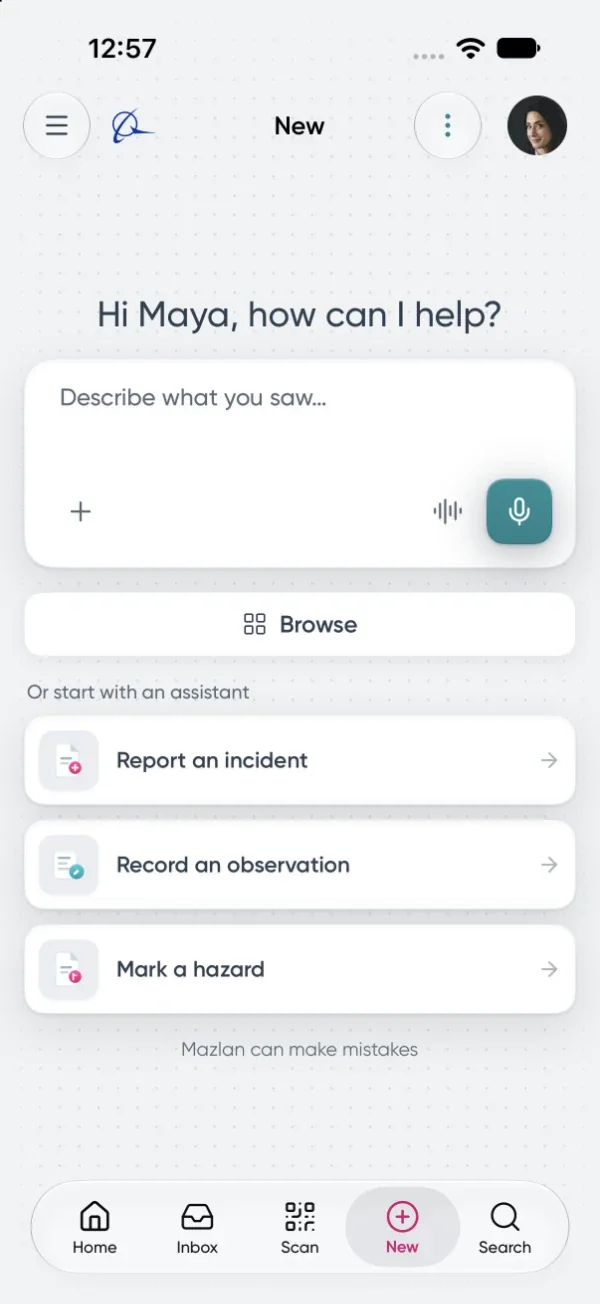 12:57
New
Hi Maya, how can I help?
Describe what you saw...
Browse
Or start with an assistant
Report an incident
Record an observation
Mark a hazard
Mazlan can make mistakes
Home
Inbox
Scan
New
Search